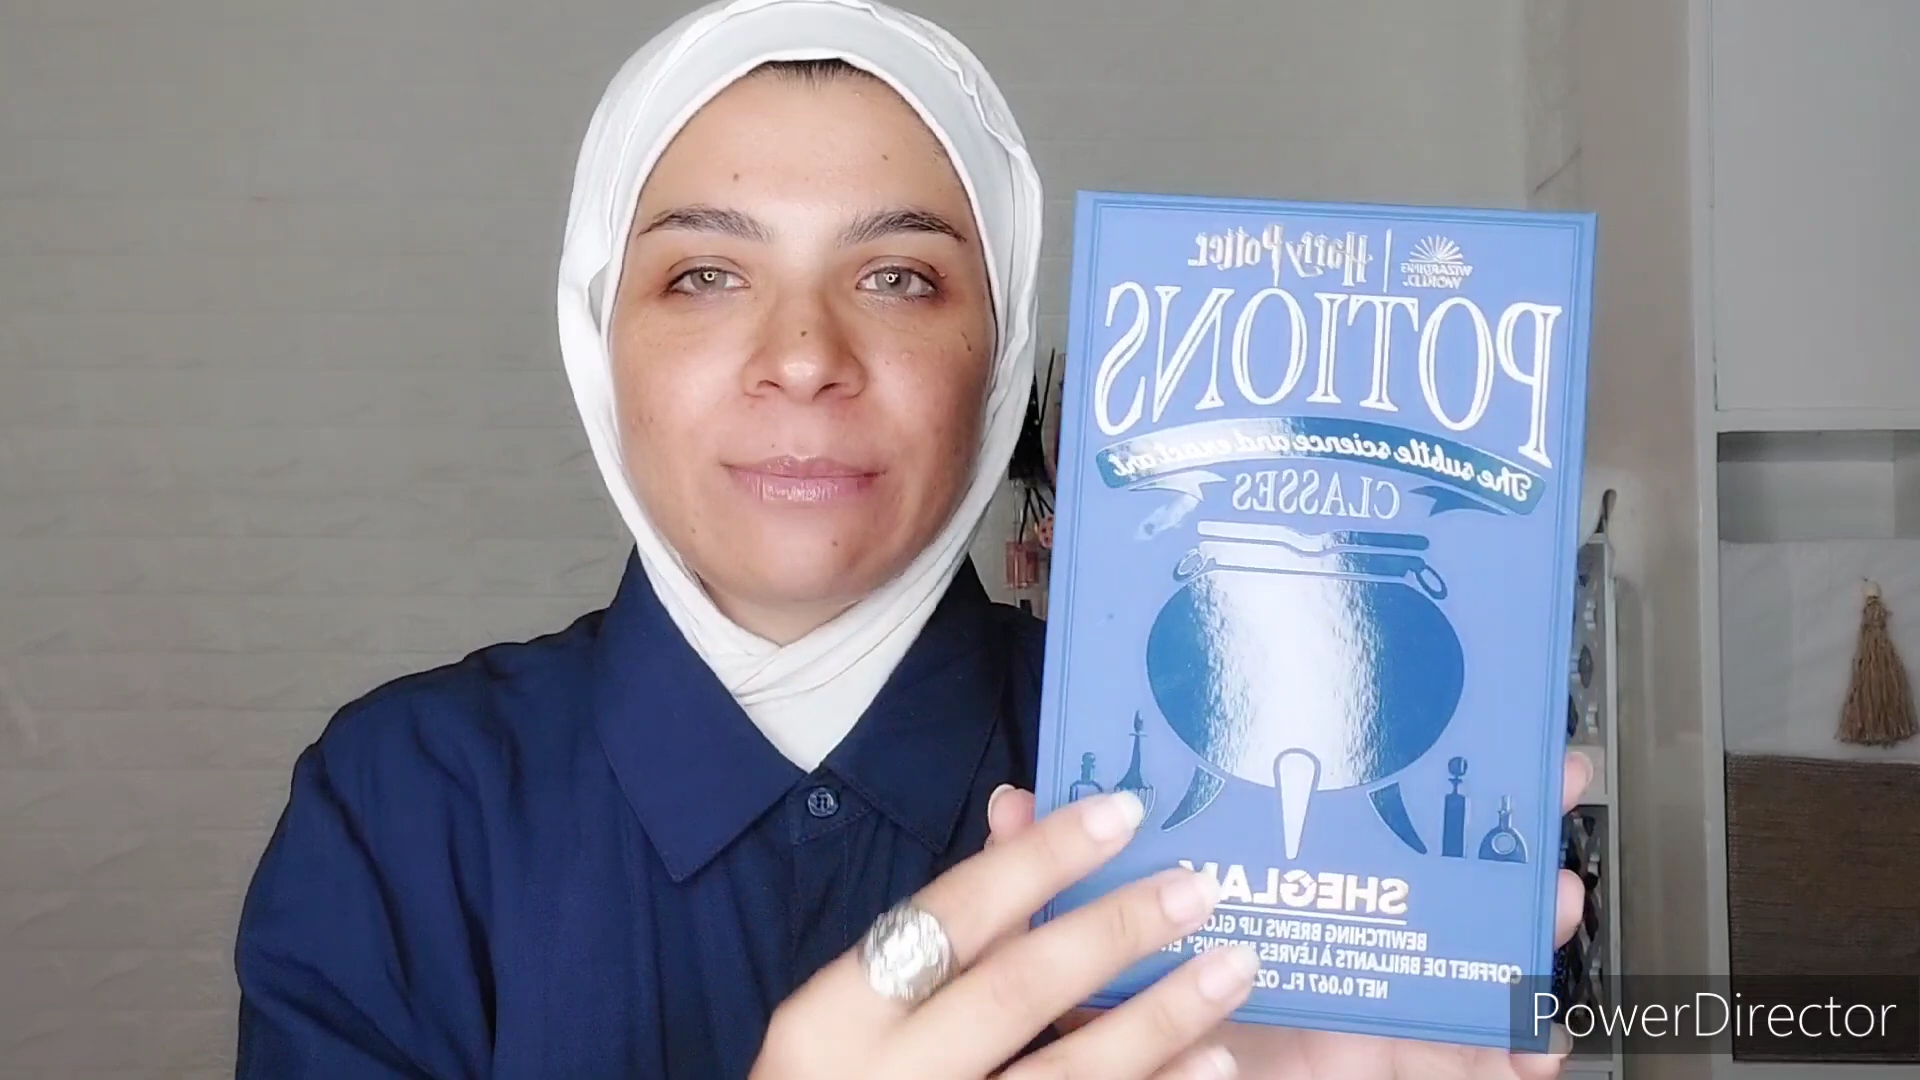 WIZARDING
WORLD
Harry Potter
POTIONS
The subtle science and exact art
CLASSES
SHEGLAM
BEWITCHING BREWS LIP
COFFRET DE BRILLANTS À LÈVRES
NET 0.067 FL. OZ
PowerDirector